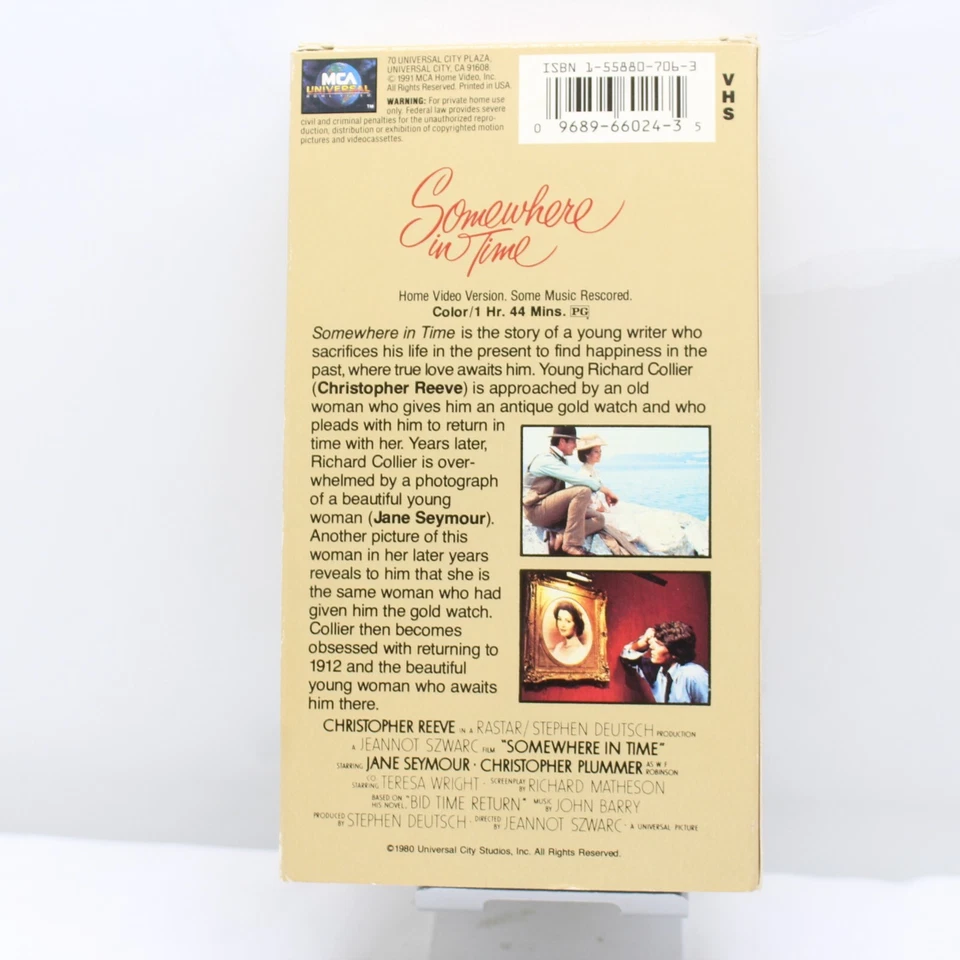 MCA
UNIVERSAL
HOME VIDEO
TM
70 UNIVERSAL CITY PLAZA,
UNIVERSAL CITY, CA 91608.
© 1991 MCA Home Video, Inc.
All Rights Reserved. Printed in USA.
WARNING: For private home use
only. Federal law provides severe
civil and criminal penalties for the unauthorized repro-
duction, distribution or exhibition of copyrighted motion
pictures and videocassettes.
ISBN 1-55880-706-3
0 9689-66024-3 5
VHS
Somewhere
in Time
Home Video Version. Some Music Rescored.
Color/1 Hr. 44 Mins. PG
Somewhere in Time is the story of a young writer who
sacrifices his life in the present to find happiness in the
past, where true love awaits him. Young Richard Collier
(Christopher Reeve) is approached by an old
woman who gives him an antique gold watch and who
pleads with him to return in
time with her. Years later,
Richard Collier is over-
whelmed by a photograph
of a beautiful young
woman (Jane Seymour).
Another picture of this
woman in her later years
reveals to him that she is
the same woman who had
given him the gold watch.
Collier then becomes
obsessed with returning to
1912 and the beautiful
young woman who awaits
him there.
CHRISTOPHER REEVE IN A RASTAR/STEPHEN DEUTSCH PRODUCTION
A JEANNOT SZWARC FILM "SOMEWHERE IN TIME"
STARRING JANE SEYMOUR · CHRISTOPHER PLUMMER AS W F ROBINSON
CO STARRING TERESA WRIGHT · SCREENPLAY BY RICHARD MATHESON
BASED ON HIS NOVEL "BID TIME RETURN" MUSIC BY JOHN BARRY
PRODUCED BY STEPHEN DEUTSCH · DIRECTED BY JEANNOT SZWARC · A UNIVERSAL PICTURE
©1980 Universal City Studios, Inc. All Rights Reserved.